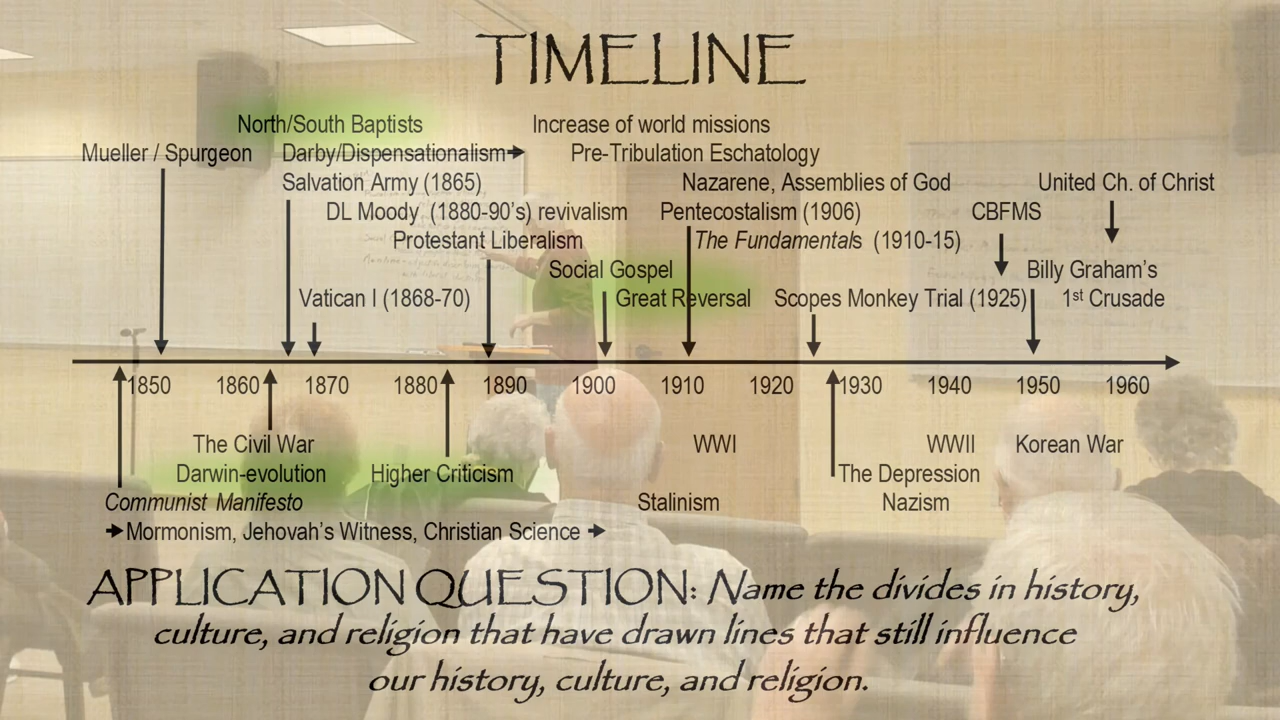 TIMELINE
North/South Baptists Increase of world missions
Mueller / Spurgeon Darby/Dispensationalism Pre-Tribulation Eschatology
Salvation Army (1865) Nazarene, Assemblies of God United Ch. of Christ
DL Moody (1880-90's) revivalism Pentecostalism (1906) CBFMS
Protestant Liberalism The Fundamentals (1910-15)
Social Gospel Billy Graham's
Vatican I (1868-70) Great Reversal Scopes Monkey Trial (1925) 1st Crusade
1850 1860 1870 1880 1890 1900 1910 1920 1930 1940 1950 1960
The Civil War WWI WWII Korean War
Darwin-evolution Higher Criticism The Depression
Communist Manifesto Stalinism Nazism
Mormonism, Jehovah's Witness, Christian Science
APPLICATION QUESTION: Name the divides in history,
culture, and religion that have drawn lines that still influence
our history, culture, and religion.